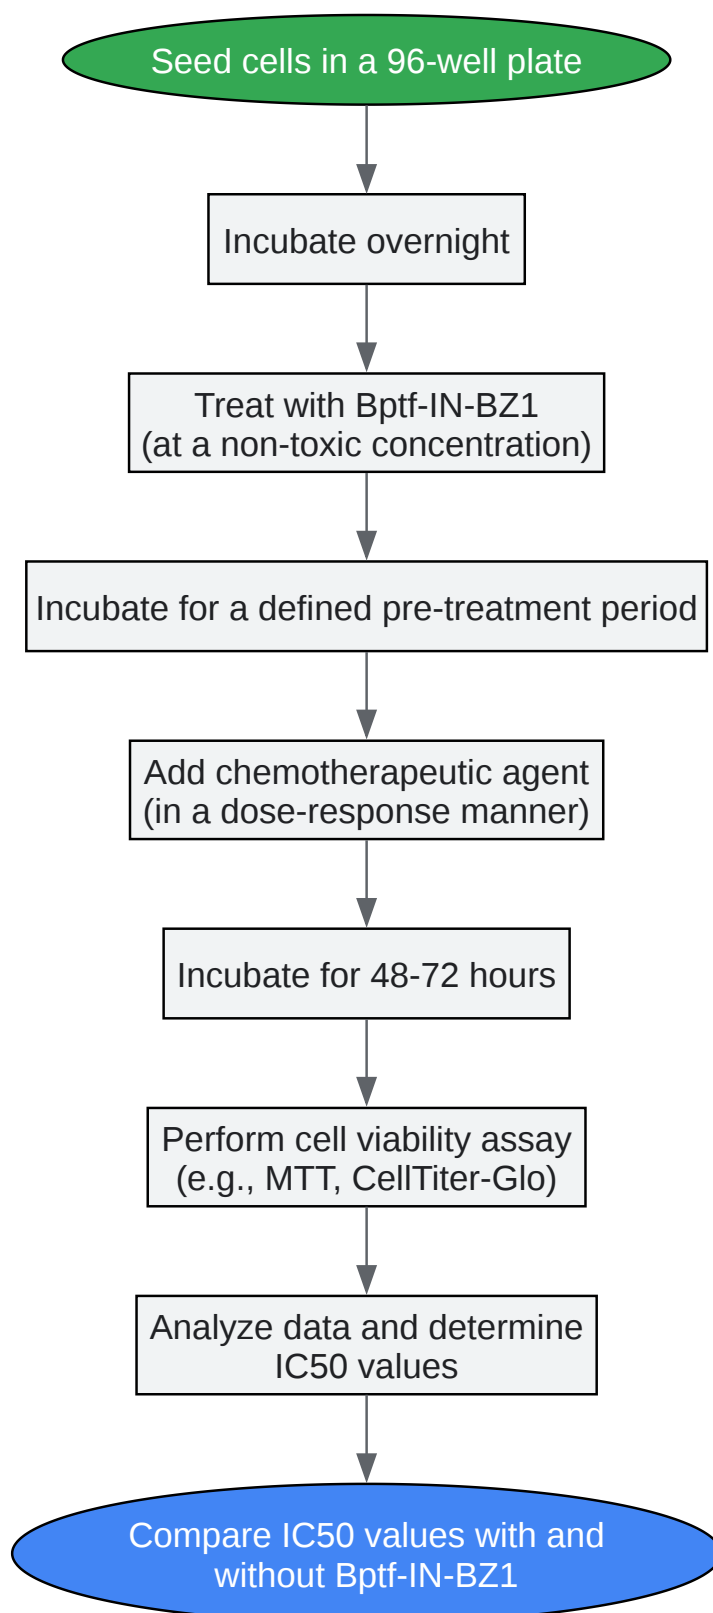 Seed cells in a 96-well plate
Incubate overnight
Treat with Bptf-IN-BZ1
(at a non-toxic concentration)
Incubate for a defined pre-treatment period
Add chemotherapeutic agent
(in a dose-response manner)
Incubate for 48-72 hours
Perform cell viability assay
(e.g., MTT, CellTiter-Glo)
Analyze data and determine
IC50 values
Compare IC50 values with and
without Bptf-IN-BZ1